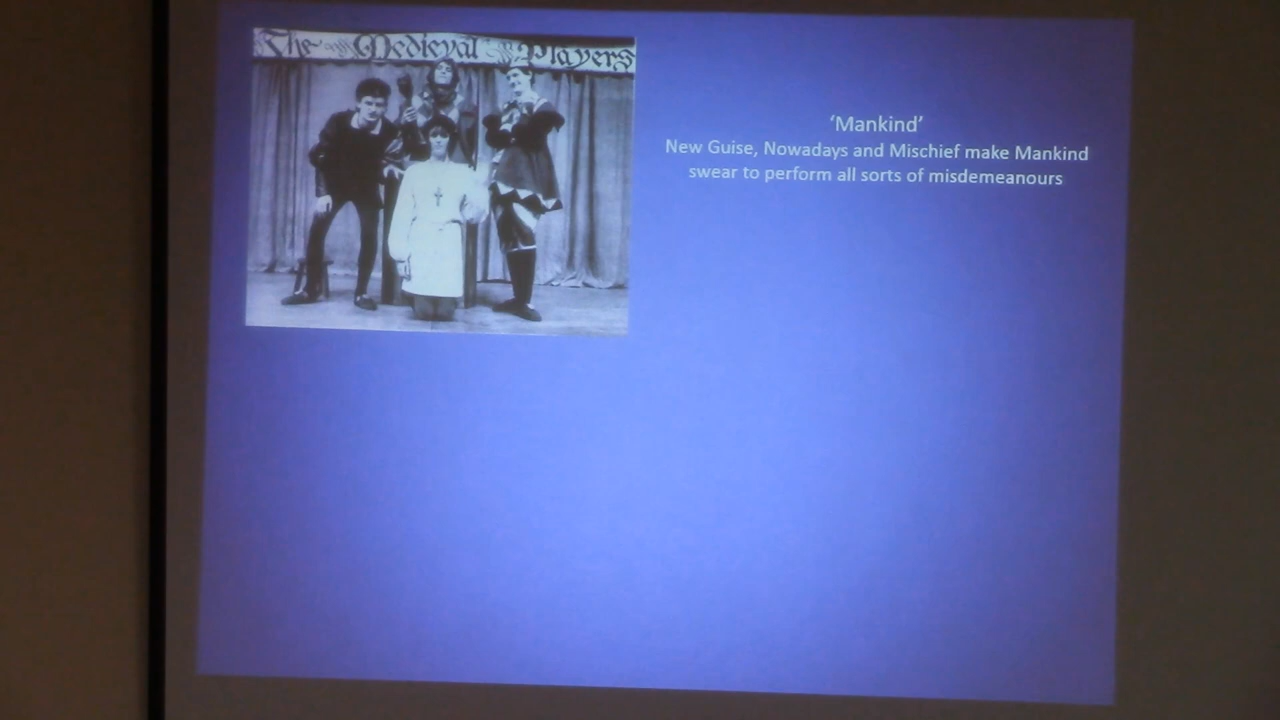 The Medieval Players
‘Mankind’
New Guise, Nowadays and Mischief make Mankind
swear to perform all sorts of misdemeanours